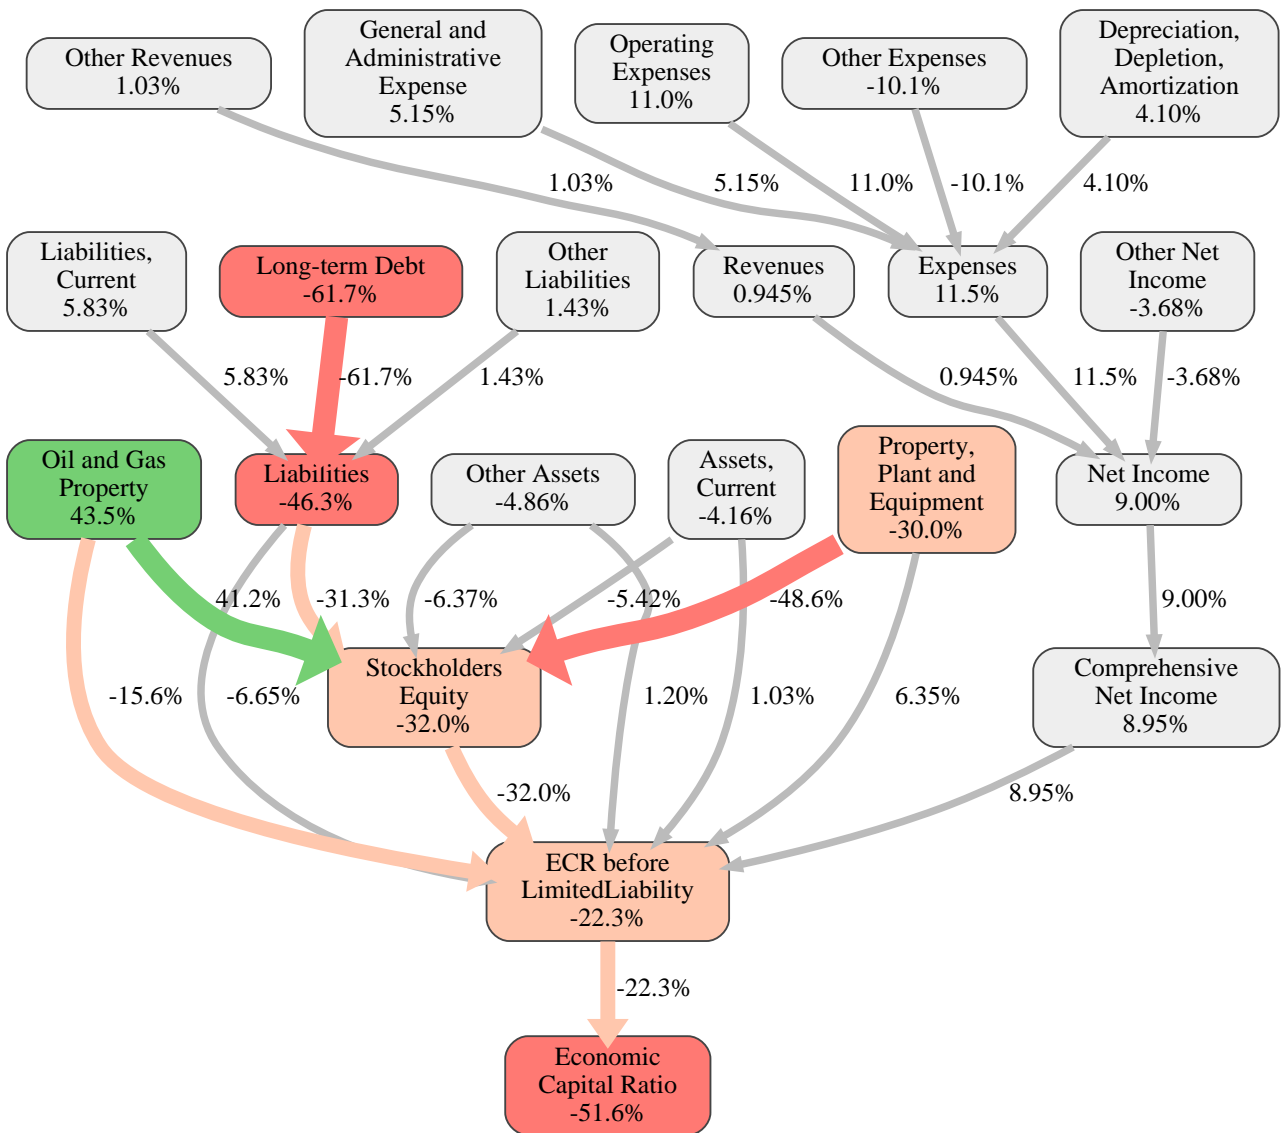 Other Revenues
1.03%
General and
Administrative
Expense
5.15%
Operating
Expenses
11.0%
Other Expenses
-10.1%
Depreciation,
Depletion,
Amortization
4.10%
1.03%
5.15%
11.0%
-10.1%
4.10%
Liabilities,
Current
5.83%
Long-term Debt
-61.7%
Other
Liabilities
1.43%
Revenues
0.945%
Expenses
11.5%
Other Net
Income
-3.68%
5.83%
-61.7%
1.43%
0.945%
11.5%
-3.68%
Oil and Gas
Property
43.5%
Liabilities
-46.3%
Other Assets
-4.86%
Assets,
Current
-4.16%
Property,
Plant and
Equipment
-30.0%
Net Income
9.00%
41.2%
-31.3%
-6.37%
-5.42%
-48.6%
9.00%
Stockholders
Equity
-32.0%
Comprehensive
Net Income
8.95%
-15.6%
-6.65%
1.20%
1.03%
6.35%
-32.0%
8.95%
ECR before
LimitedLiability
-22.3%
-22.3%
Economic
Capital Ratio
-51.6%